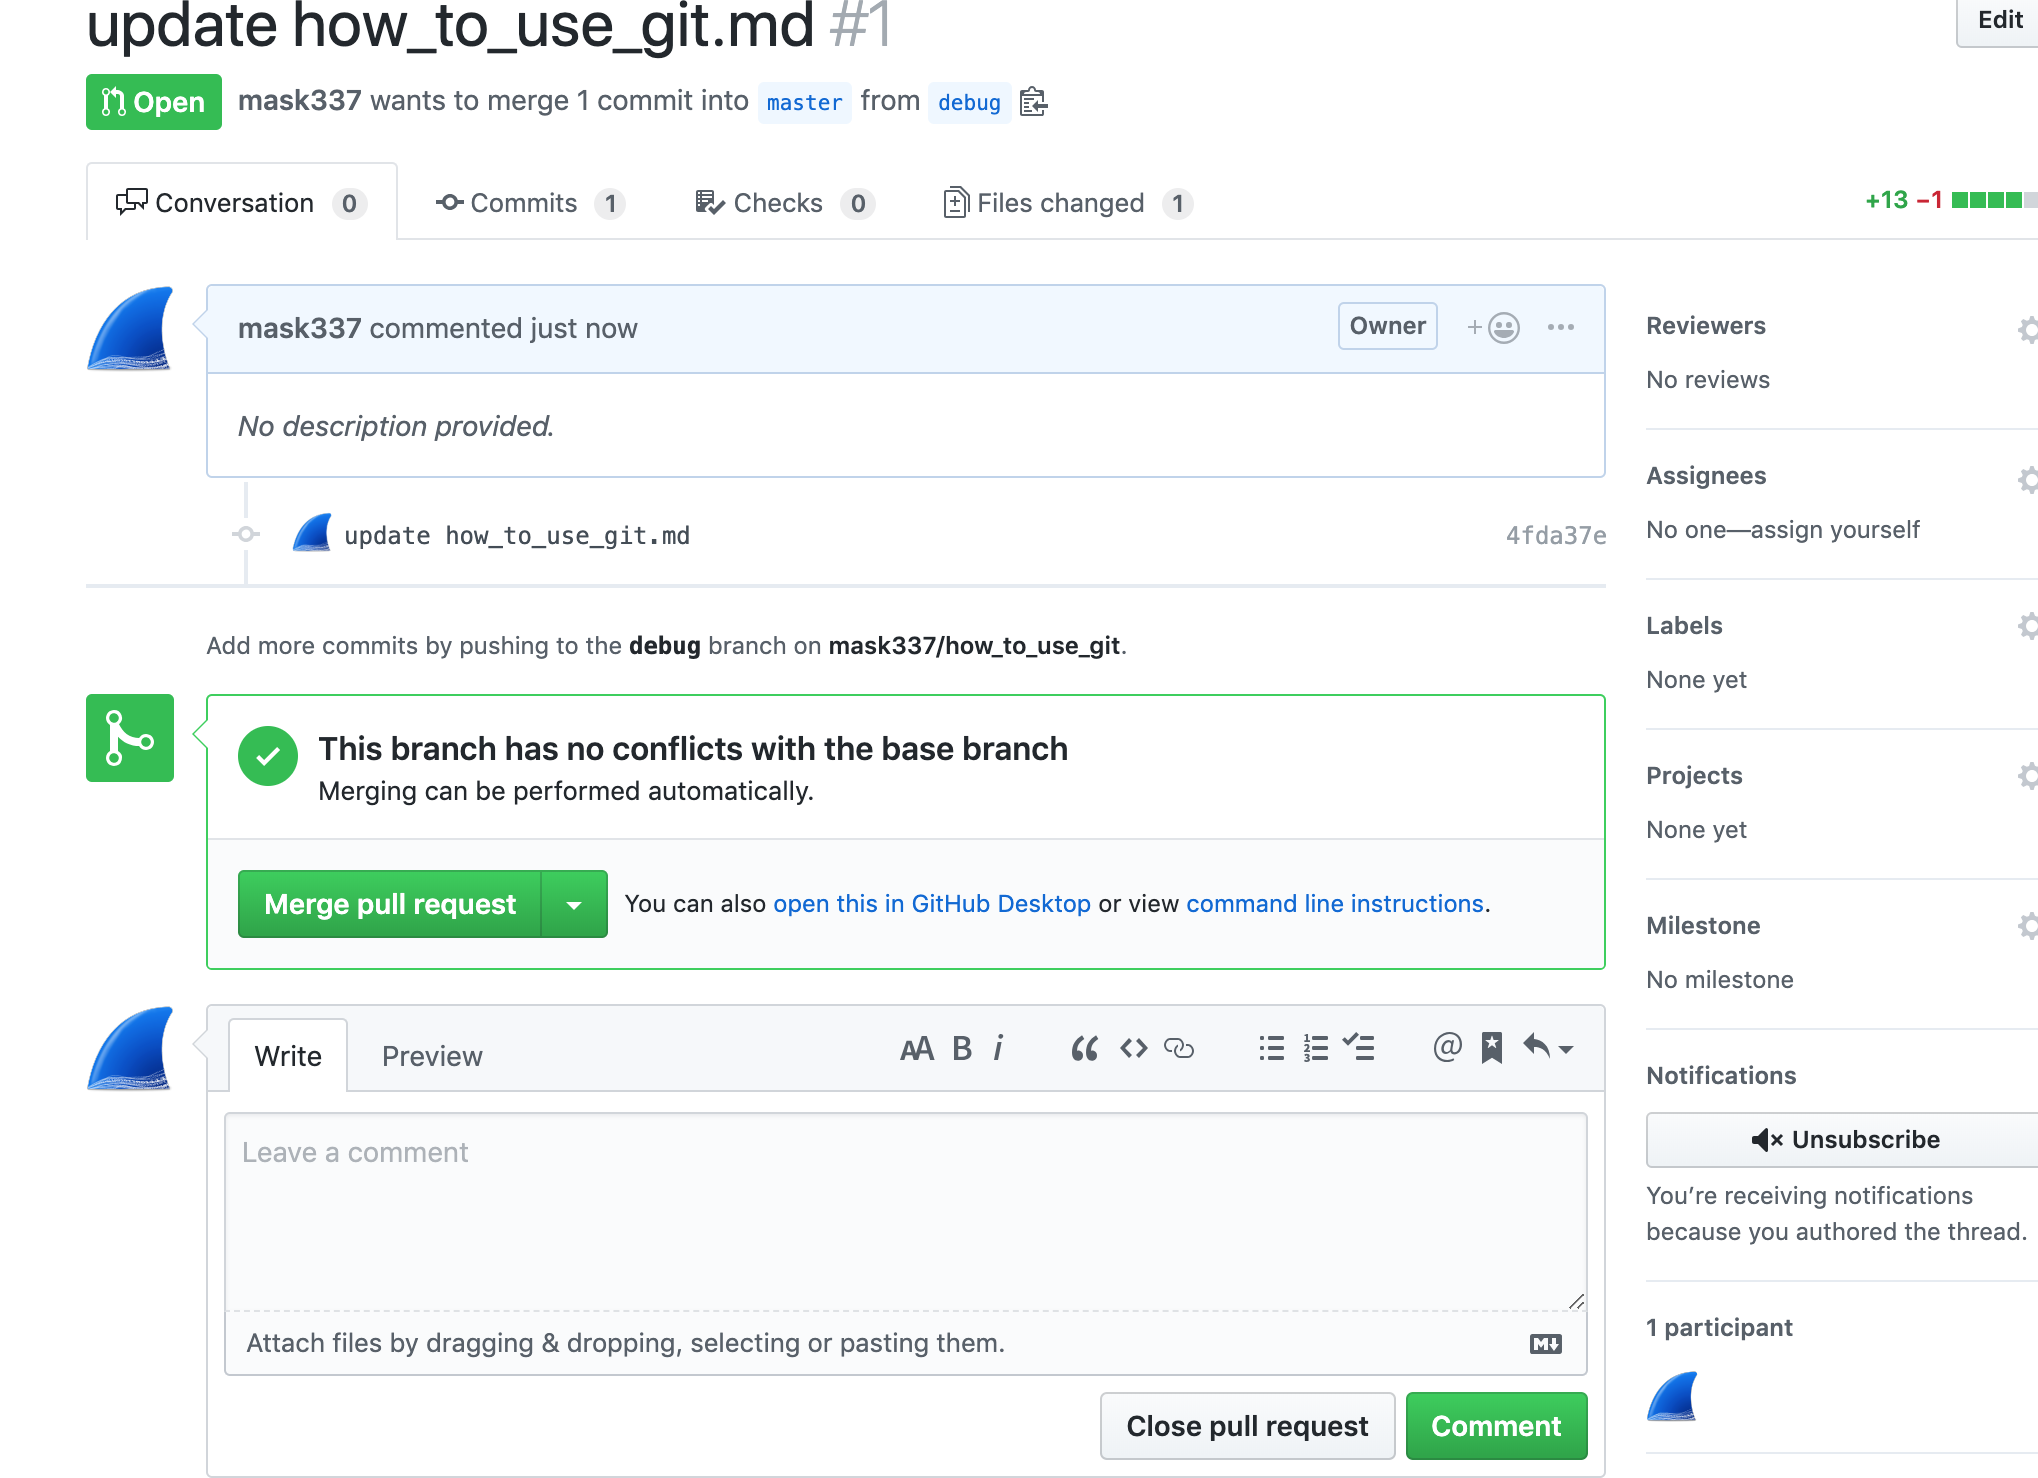 update how_to_use_git.md #1
Edit
Open
mask337 wants to merge 1 commit into master from debug
Conversation 0
Commits 1
Checks 0
Files changed 1
+13 −1
mask337 commented just now
Owner
No description provided.
update how_to_use_git.md
4fda37e
Add more commits by pushing to the debug branch on mask337/how_to_use_git.
This branch has no conflicts with the base branch
Merging can be performed automatically.
Merge pull request
You can also open this in GitHub Desktop or view command line instructions.
Write
Preview
Leave a comment
Attach files by dragging & dropping, selecting or pasting them.
Close pull request
Comment
Reviewers
No reviews
Assignees
No one—assign yourself
Labels
None yet
Projects
None yet
Milestone
No milestone
Notifications
Unsubscribe
You’re receiving notifications
because you authored the thread.
1 participant